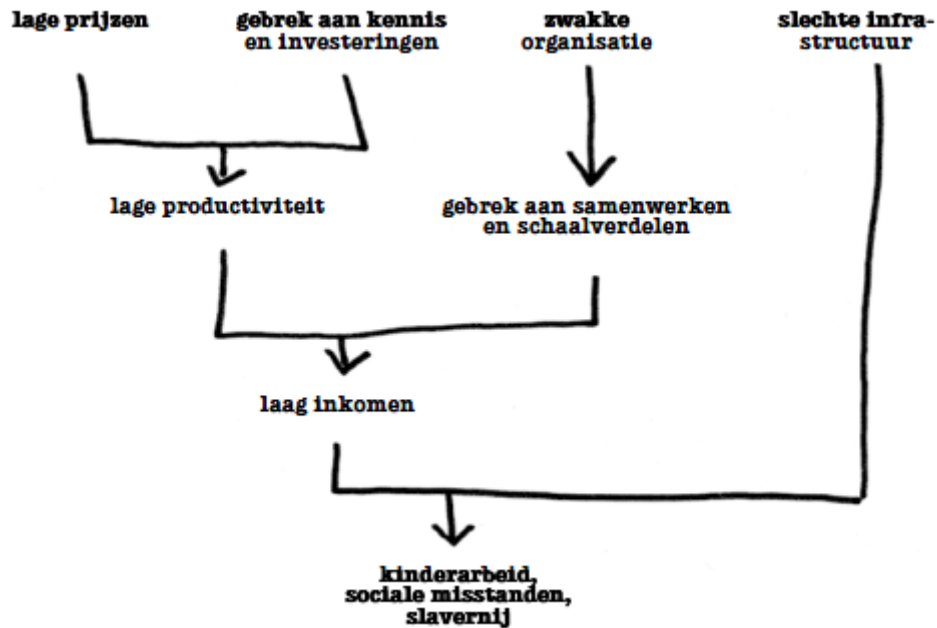 lage prijzen
gebrek aan kennis
en investeringen
zwakke
organisatie
slechte infra-
structuur
lage productiviteit
gebrek aan samenwerken
en schaalverdelen
laag inkomen
kinderarbeid,
sociale misstanden,
slavernij